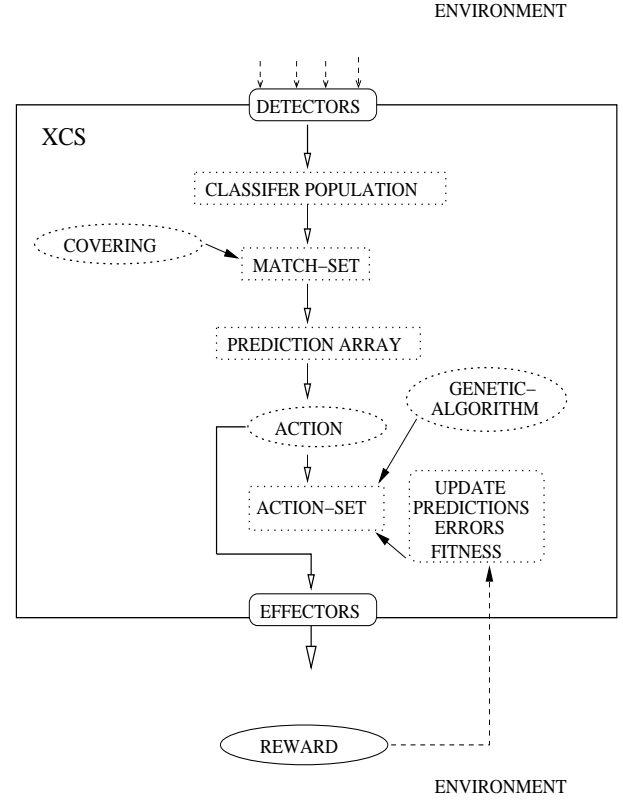 ENVIRONMENT
DETECTORS
XCS
CLASSIFER POPULATION
COVERING
MATCH−SET
PREDICTION ARRAY
GENETIC−
ALGORITHM
ACTION
UPDATE
PREDICTIONS
ERRORS
FITNESS
ACTION−SET
EFFECTORS
REWARD
ENVIRONMENT